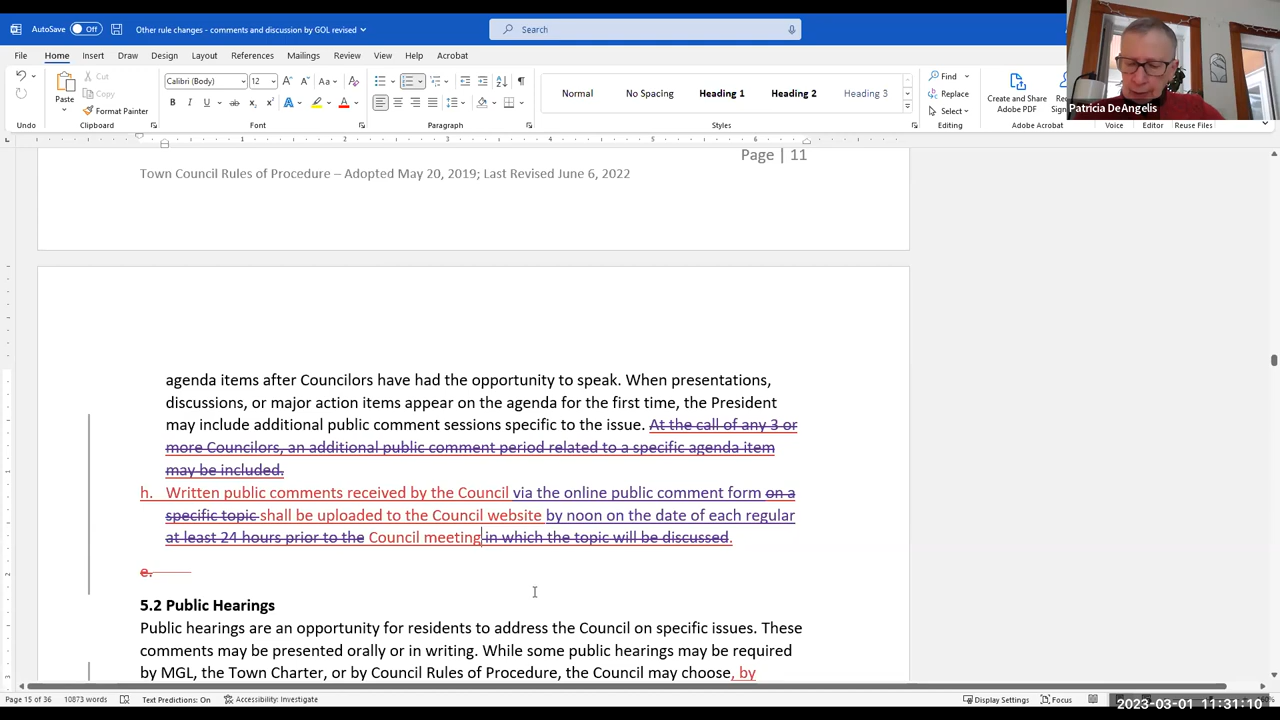 AutoSave Off Other rule changes - comments and discussion by GOL revised Search
File Home Insert Draw Design Layout References Mailings Review View Help Acrobat
Paste Cut Copy Format Painter
Calibri (Body) 12
Normal No Spacing Heading 1 Heading 2 Heading 3
Find Replace Select
Create and Share Adobe PDF
Patricia DeAngelis
Undo Clipboard Font Paragraph Styles Editing Adobe Acrobat Voice Editor Reuse Files
Page | 11
Town Council Rules of Procedure – Adopted May 20, 2019; Last Revised June 6, 2022
agenda items after Councilors have had the opportunity to speak. When presentations,
discussions, or major action items appear on the agenda for the first time, the President
may include additional public comment sessions specific to the issue. At the call of any 3 or
more Councilors, an additional public comment period related to a specific agenda item
may be included.
h. Written public comments received by the Council via the online public comment form on a
specific topic shall be uploaded to the Council website by noon on the date of each regular
at least 24 hours prior to the Council meeting in which the topic will be discussed.
e.
5.2 Public Hearings
Public hearings are an opportunity for residents to address the Council on specific issues. These
comments may be presented orally or in writing. While some public hearings may be required
by MGL, the Town Charter, or by Council Rules of Procedure, the Council may choose, by
Page 15 of 36 10873 words Text Predictions: On Accessibility: Investigate Display Settings Focus
2023-03-01 11:31:10